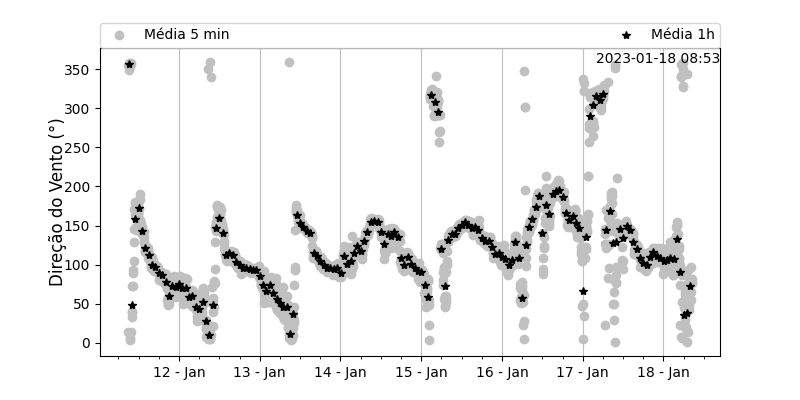 Média 5 min
Média 1h
2023-01-18 08:53
Direção do Vento (°)
350
300
250
200
150
100
50
0
12 - Jan
13 - Jan
14 - Jan
15 - Jan
16 - Jan
17 - Jan
18 - Jan